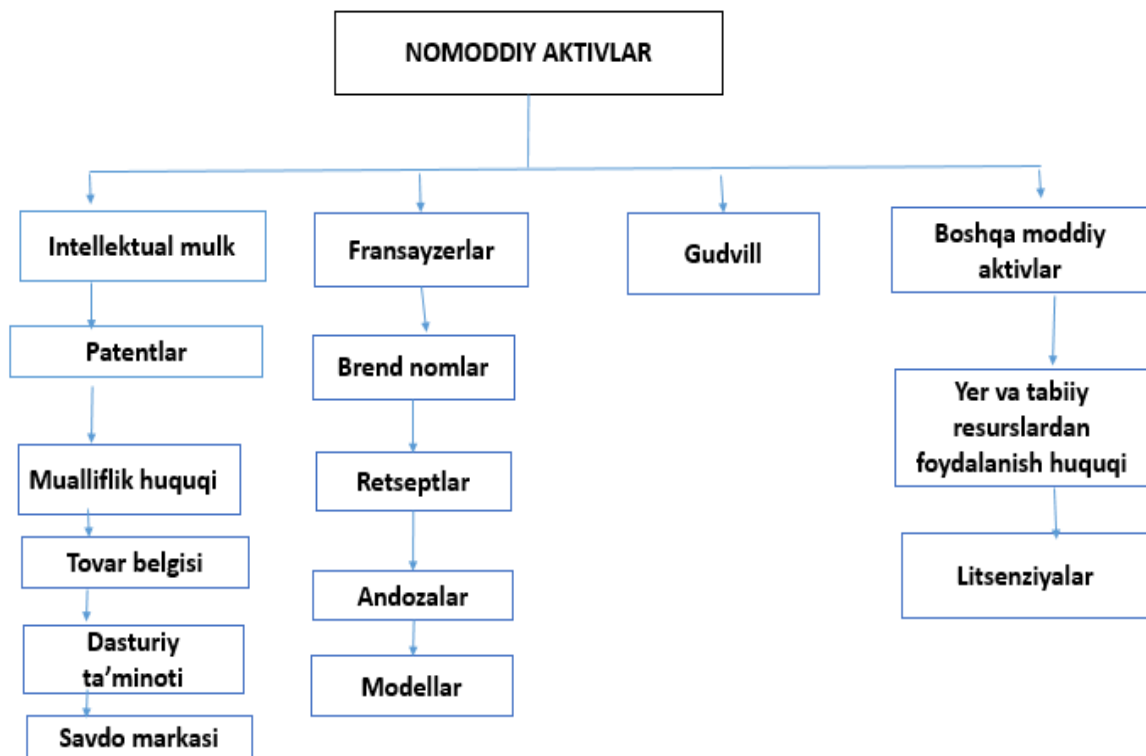 NOMODDIY AKTIVLAR
Intellektual mulk
Patentlar
Mualliflik huquqi
Tovar belgisi
Dasturiy
ta’minoti
Savdo markasi
Fransayzerlar
Brend nomlar
Retseptlar
Andozalar
Modellar
Gudvill
Boshqa moddiy
aktivlar
Yer va tabiiy
resurslardan
foydalanish huquqi
Litsenziyalar